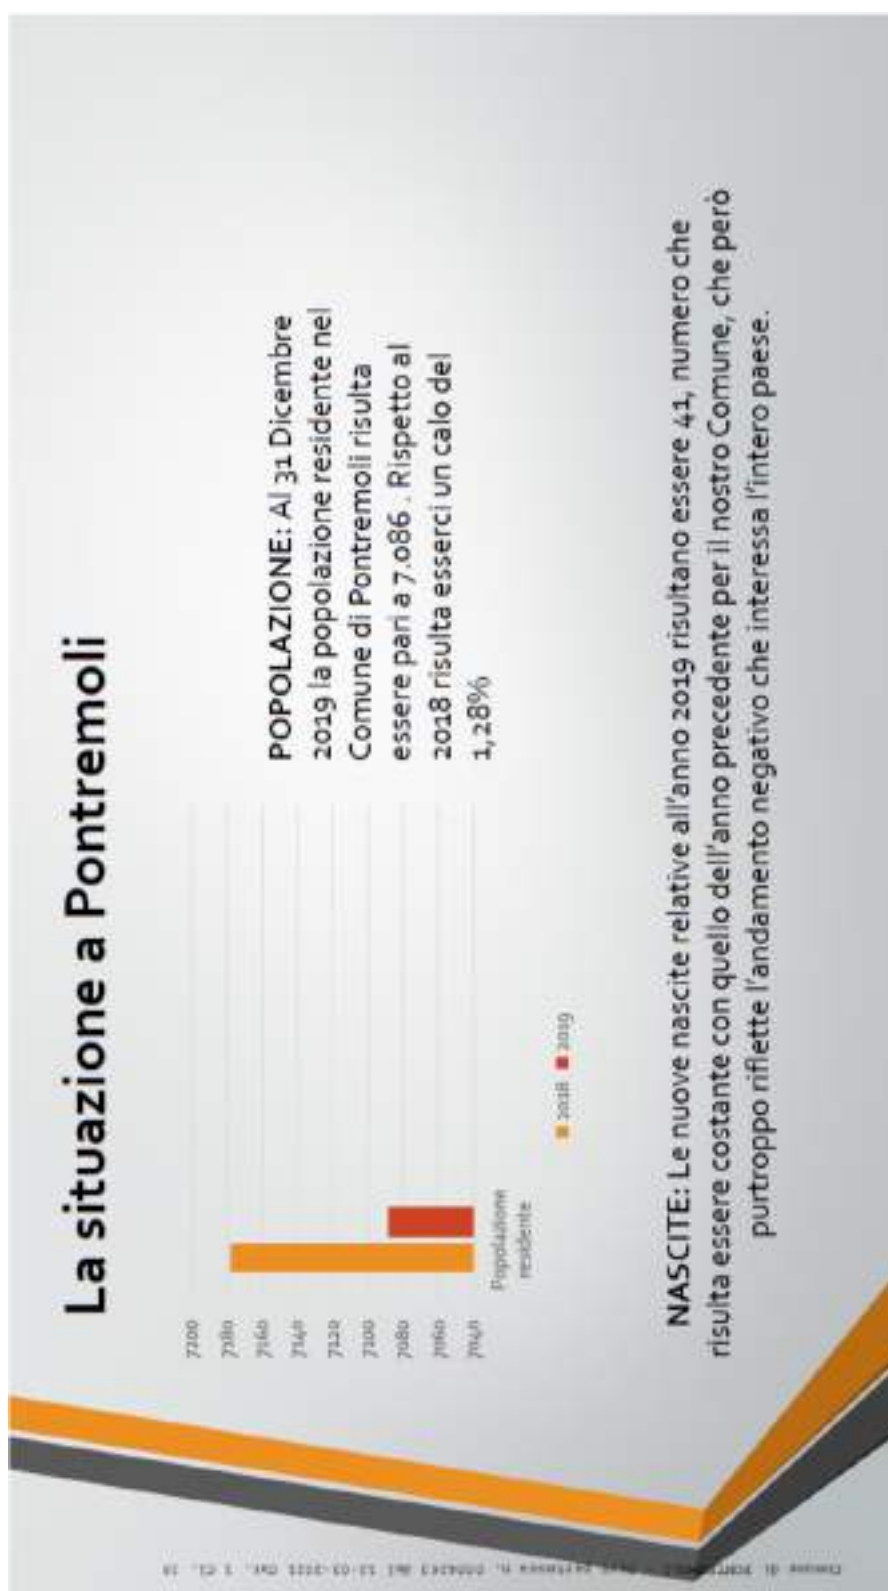 La situazione a Pontremoli
7200
7180
7160
7140
7120
7100
7080
7060
7040
Popolazione
residente
2018 2019
POPOLAZIONE: Al 31 Dicembre
2019 la popolazione residente nel
Comune di Pontremoli risulta
essere pari a 7.086 . Rispetto al
2018 risulta esserci un calo del
1,28%
NASCITE: Le nuove nascite relative all'anno 2019 risultano essere 41, numero che
risulta essere costante con quello dell'anno precedente per il nostro Comune, che però
purtroppo riflette l'andamento negativo che interessa l'intero paese.
Comune di